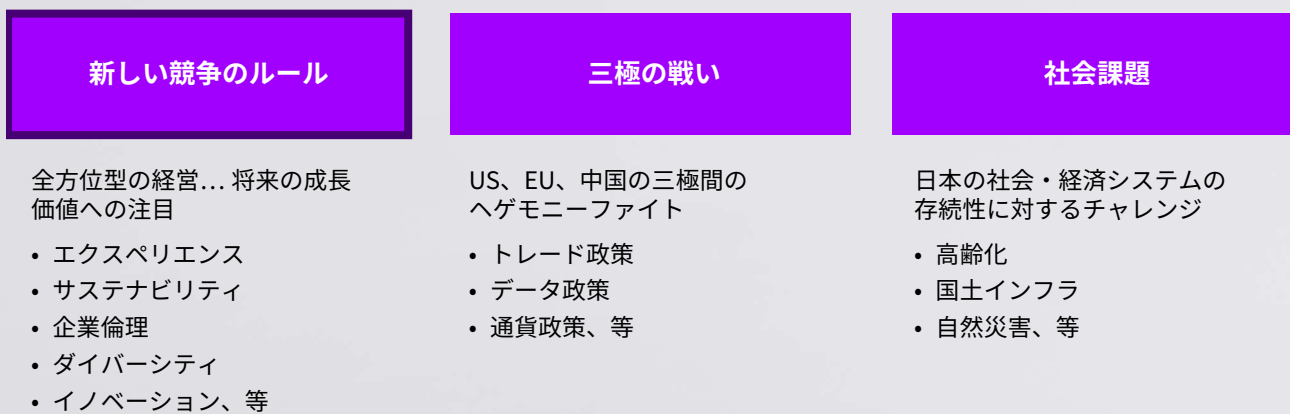 新しい競争のルール
全方位型の経営… 将来の成長
価値への注目
• エクスペリエンス
• サステナビリティ
• 企業倫理
• ダイバーシティ
• イノベーション、等
三極の戦い
US、EU、中国の三極間の
ヘゲモニーファイト
• トレード政策
• データ政策
• 通貨政策、等
社会課題
日本の社会・経済システムの
存続性に対するチャレンジ
• 高齢化
• 国土インフラ
• 自然災害、等